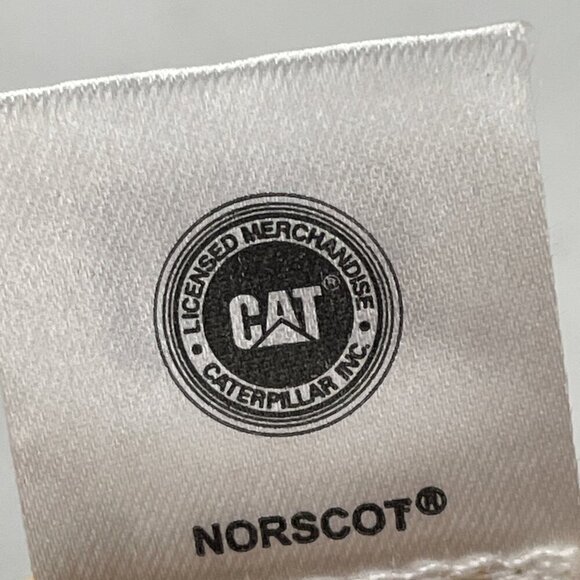 LICENSED MERCHANDISE
CAT®
• CATERPILLAR INC. •
NORSCOT®